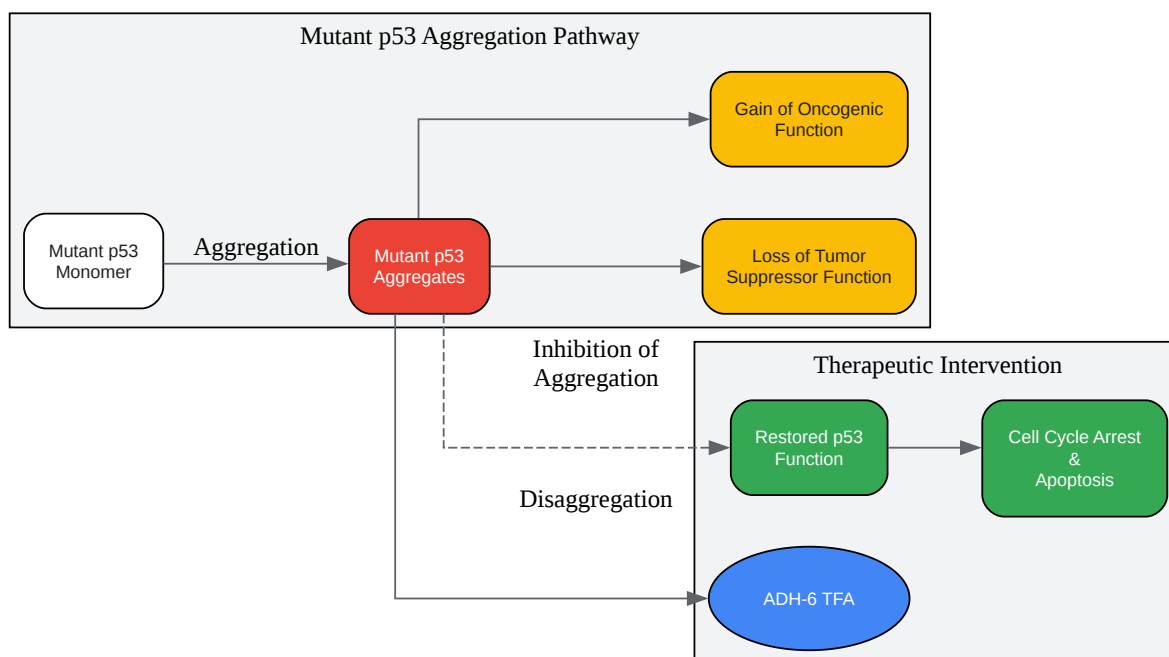 Mutant p53 Aggregation Pathway
Gain of Oncogenic
Function
Mutant p53
Monomer
Aggregation
Mutant p53
Aggregates
Loss of Tumor
Suppressor Function
Inhibition of
Aggregation
Therapeutic Intervention
Restored p53
Function
Cell Cycle Arrest
&
Apoptosis
Disaggregation
ADH-6 TFA